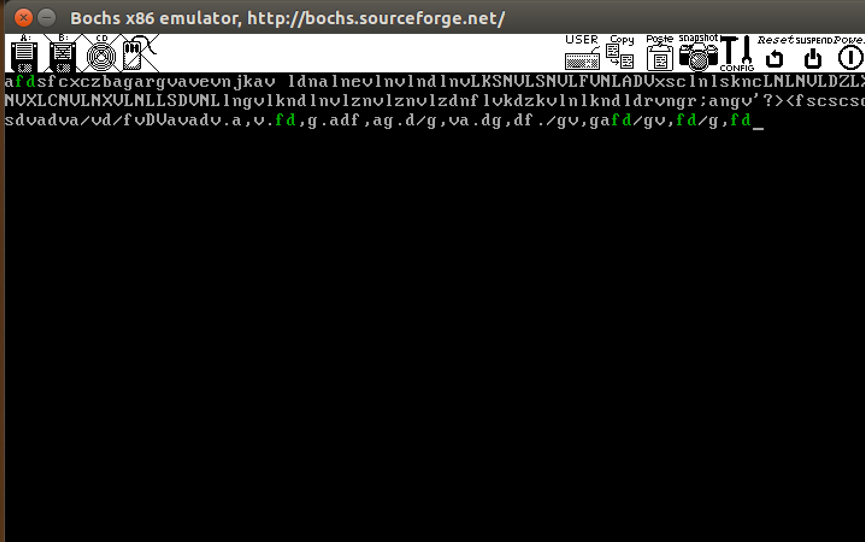 Bochs x86 emulator, http://bochs.sourceforge.net/
A: B: CD USER Copy Paste snapshot CONFIG Reset SUSPEND Power
afdsfcxczbagargvavevnjkav ldnalnevlnvlndlnvLKSNVLSNVLFVNLADVxsclnlskncLNLNVLDZLX
NVXLCNVLNXVLNLLSDVNLlngvlkndlnvlznvlznvlzdnflvkdzkvlnlkndldrvngr;angv'?><fscscsc
sdvadva/vd/fvDVavadv.a,v.fd,g.adf,ag.d/g,va.dg,df./gv,gafd/gv,fd/g,fd_